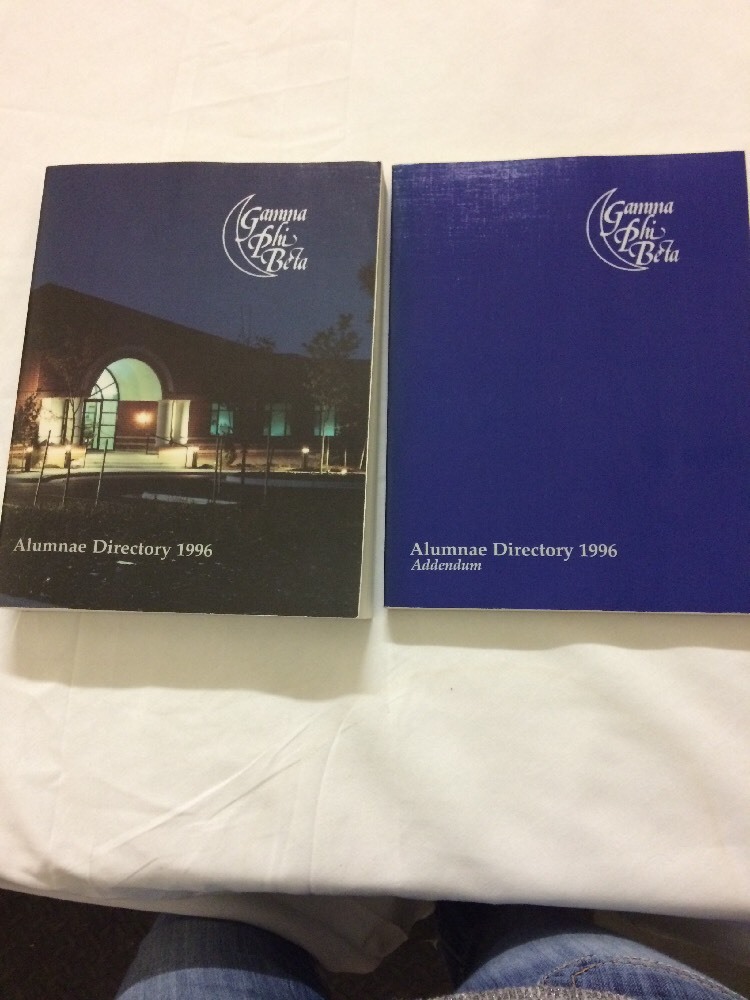 Gamma
Phi
Beta
Alumnae Directory 1996
Gamma
Phi
Beta
Alumnae Directory 1996
Addendum